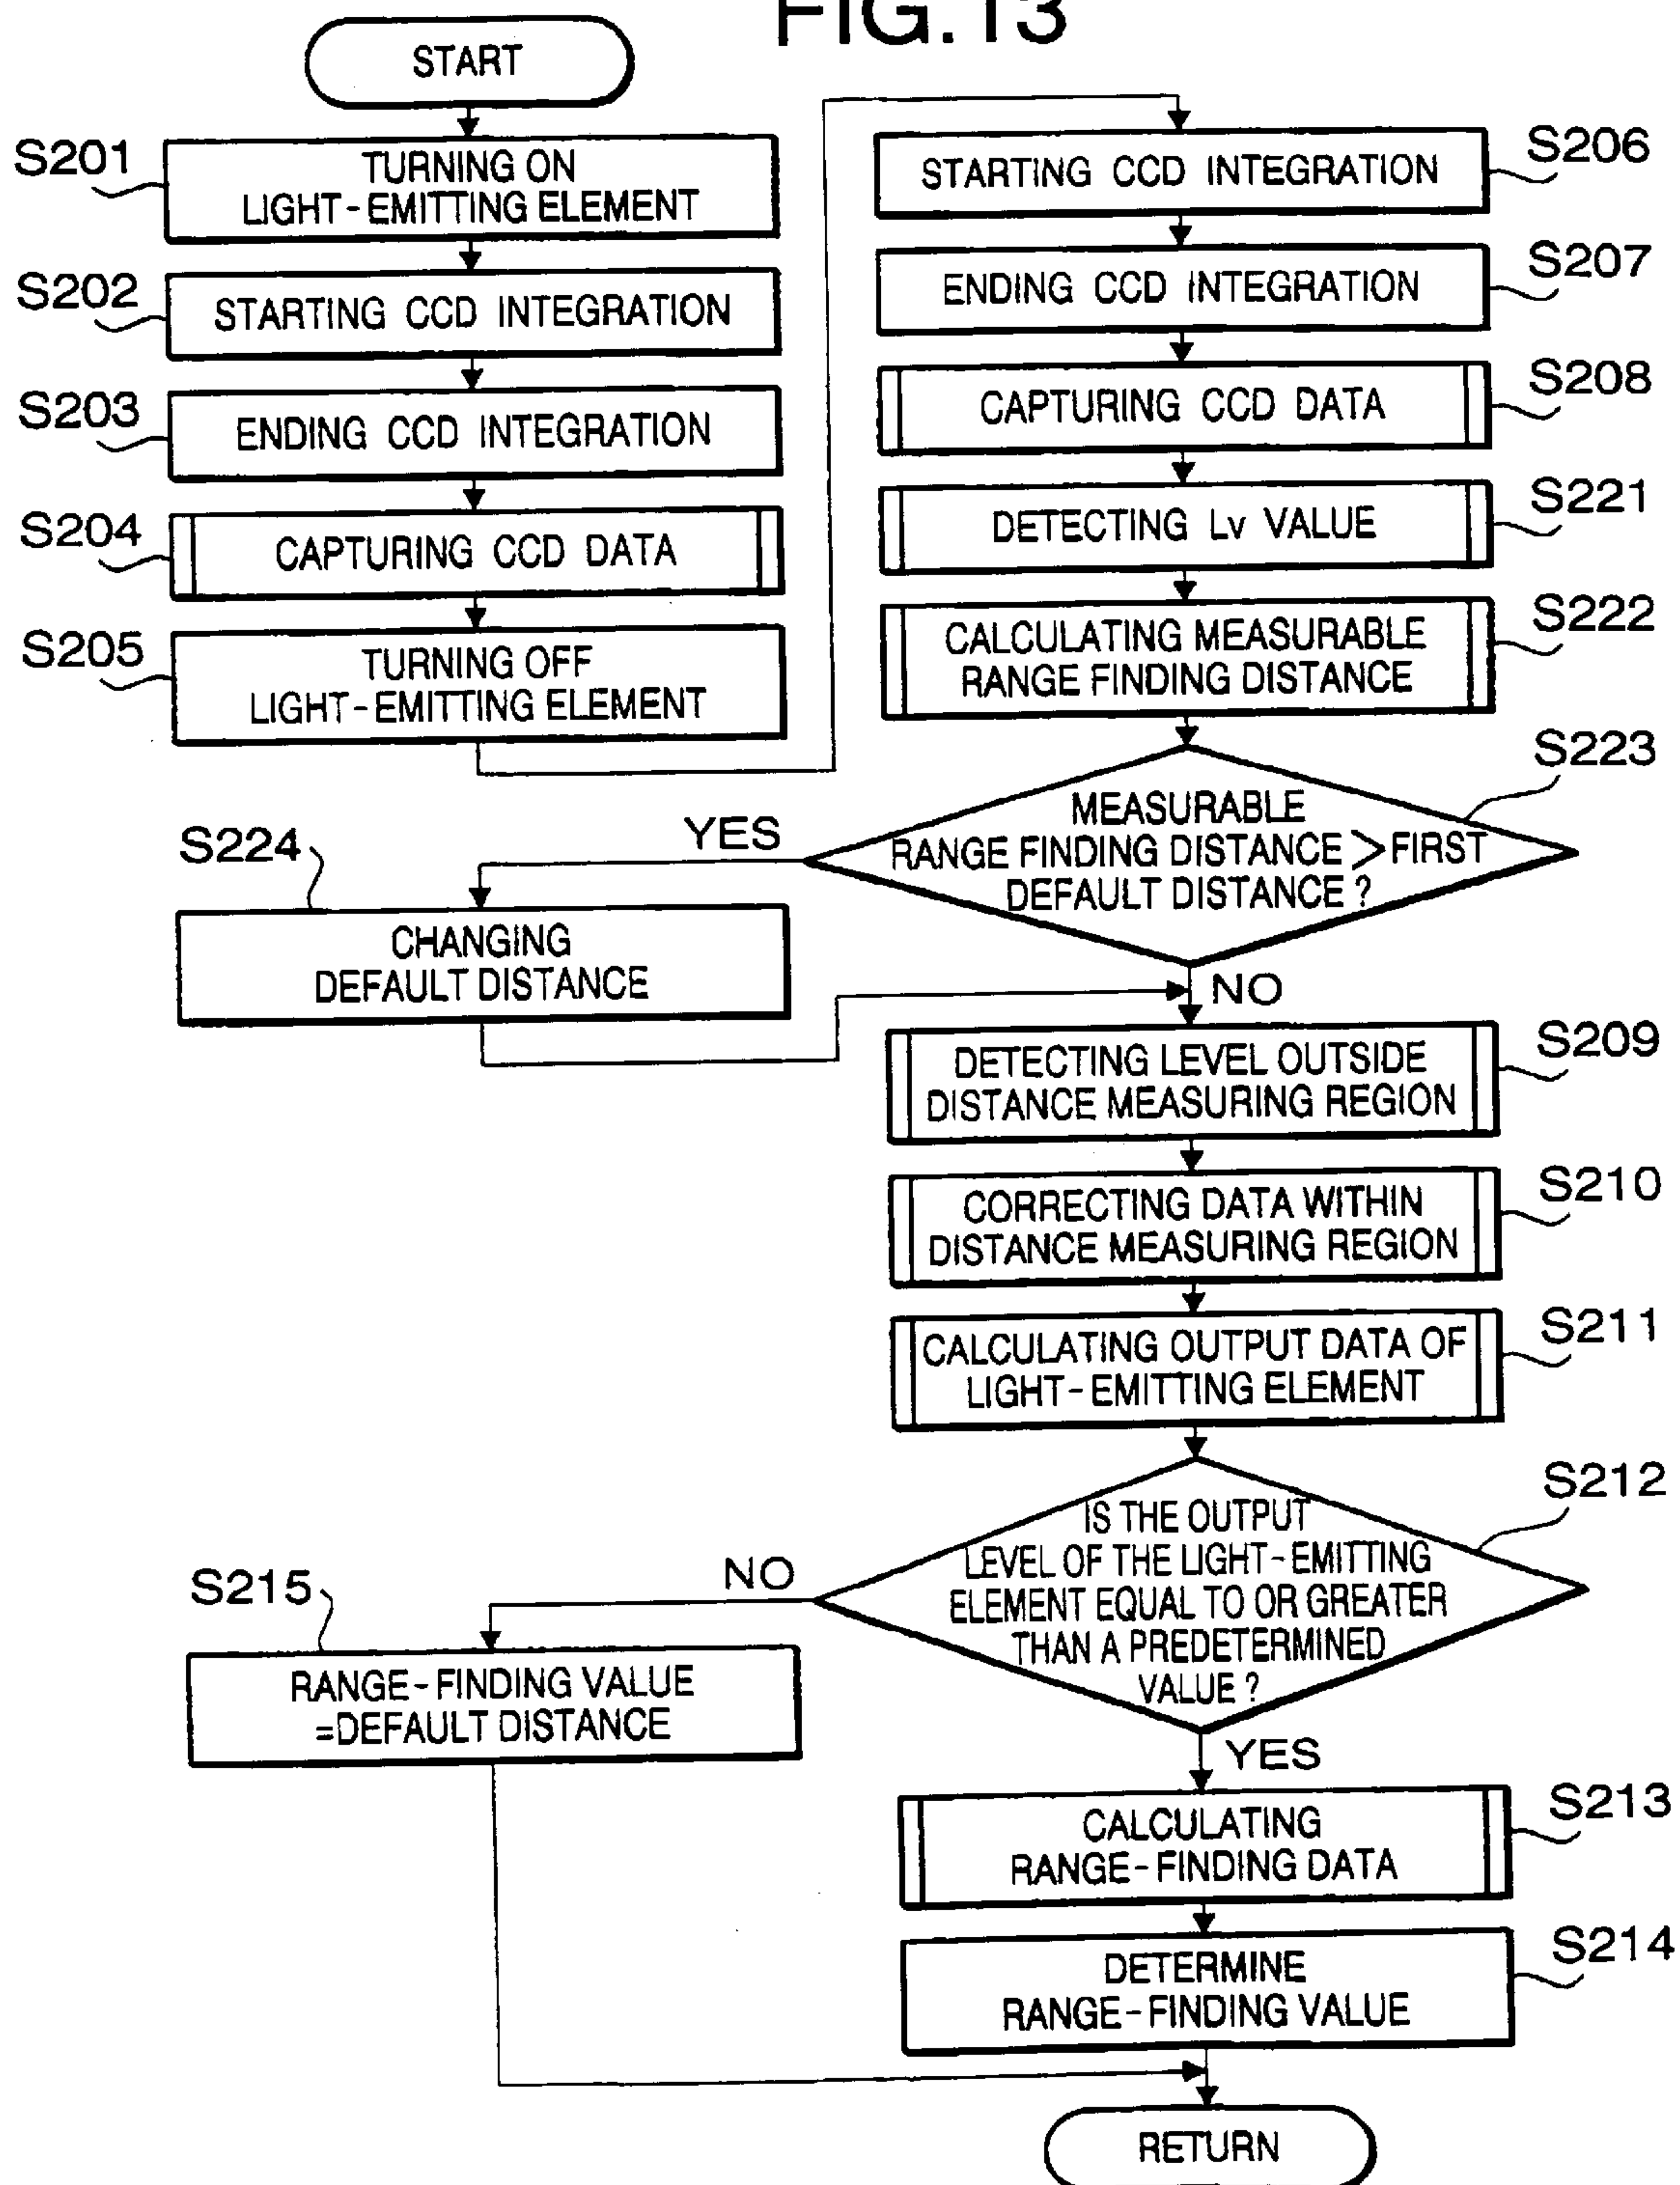 FIG.13
START
S201
TURNING ON
LIGHT-EMITTING ELEMENT
S202
STARTING CCD INTEGRATION
S203
ENDING CCD INTEGRATION
S204
CAPTURING CCD DATA
S205
TURNING OFF
LIGHT-EMITTING ELEMENT
S206
STARTING CCD INTEGRATION
S207
ENDING CCD INTEGRATION
S208
CAPTURING CCD DATA
S221
DETECTING Lv VALUE
S222
CALCULATING MEASURABLE
RANGE FINDING DISTANCE
S223
MEASURABLE
RANGE FINDING DISTANCE > FIRST
DEFAULT DISTANCE ?
YES
S224
CHANGING
DEFAULT DISTANCE
NO
S209
DETECTING LEVEL OUTSIDE
DISTANCE MEASURING REGION
S210
CORRECTING DATA WITHIN
DISTANCE MEASURING REGION
S211
CALCULATING OUTPUT DATA OF
LIGHT-EMITTING ELEMENT
S212
IS THE OUTPUT
LEVEL OF THE LIGHT-EMITTING
ELEMENT EQUAL TO OR GREATER
THAN A PREDETERMINED
VALUE ?
NO
S215
RANGE-FINDING VALUE
=DEFAULT DISTANCE
YES
S213
CALCULATING
RANGE-FINDING DATA
S214
DETERMINE
RANGE-FINDING VALUE
RETURN